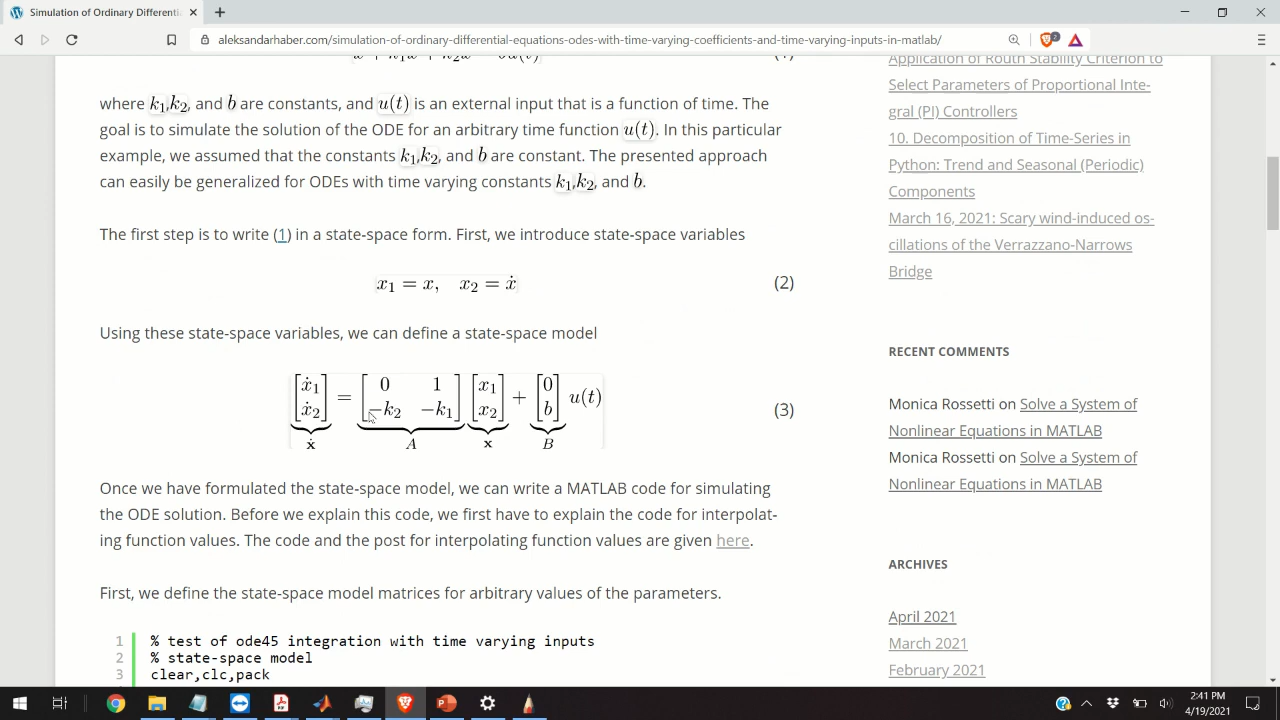 Simulation of Ordinary Differenti
aleksandarhaber.com/simulation-of-ordinary-differential-equations-odes-with-time-varying-coefficients-and-time-varying-inputs-in-matlab/
2
where k₁,k₂, and b are constants, and u(t) is an external input that is a function of time. The
goal is to simulate the solution of the ODE for an arbitrary time function u(t). In this particular
example, we assumed that the constants k₁,k₂, and b are constant. The presented approach
can easily be generalized for ODEs with time varying constants k₁,k₂, and b.
The first step is to write (1) in a state-space form. First, we introduce state-space variables
x₁ = x, x₂ = ẋ (2)
Using these state-space variables, we can define a state-space model
[ẋ₁ ẋ₂] = [0 1 −k₂ −k₁] [x₁ x₂] + [0 b] u(t) (3)
ẋ A x B
Once we have formulated the state-space model, we can write a MATLAB code for simulating
the ODE solution. Before we explain this code, we first have to explain the code for interpolat-
ing function values. The code and the post for interpolating function values are given here.
First, we define the state-space model matrices for arbitrary values of the parameters.
1 % test of ode45 integration with time varying inputs
2 % state-space model
3 clear,clc,pack
Application of Routh Stability Criterion to
Select Parameters of Proportional Inte-
gral (PI) Controllers
10. Decomposition of Time-Series in
Python: Trend and Seasonal (Periodic)
Components
March 16, 2021: Scary wind-induced os-
cillations of the Verrazzano-Narrows
Bridge
RECENT COMMENTS
Monica Rossetti on Solve a System of
Nonlinear Equations in MATLAB
Monica Rossetti on Solve a System of
Nonlinear Equations in MATLAB
ARCHIVES
April 2021
March 2021
February 2021
2:41 PM
4/19/2021